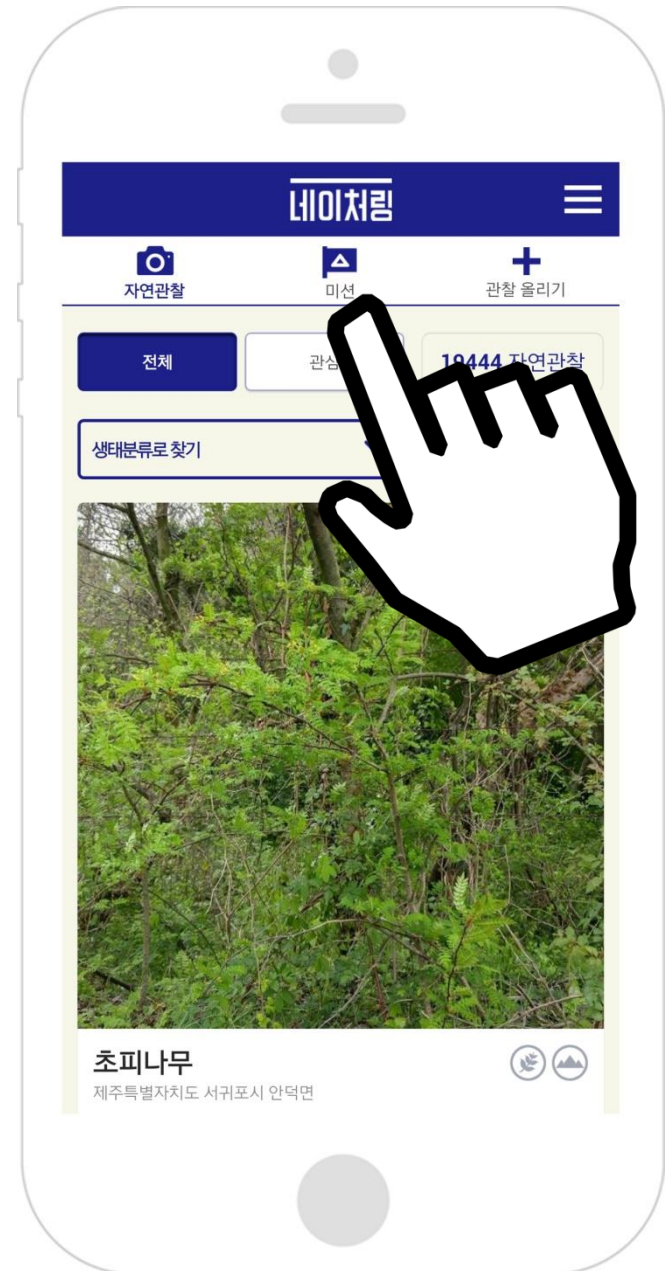 네이처링
자연관찰
미션
관찰 올리기
전체
관심
19444 자연관찰
생태분류로 찾기
초피나무
제주특별자치도 서귀포시 안덕면